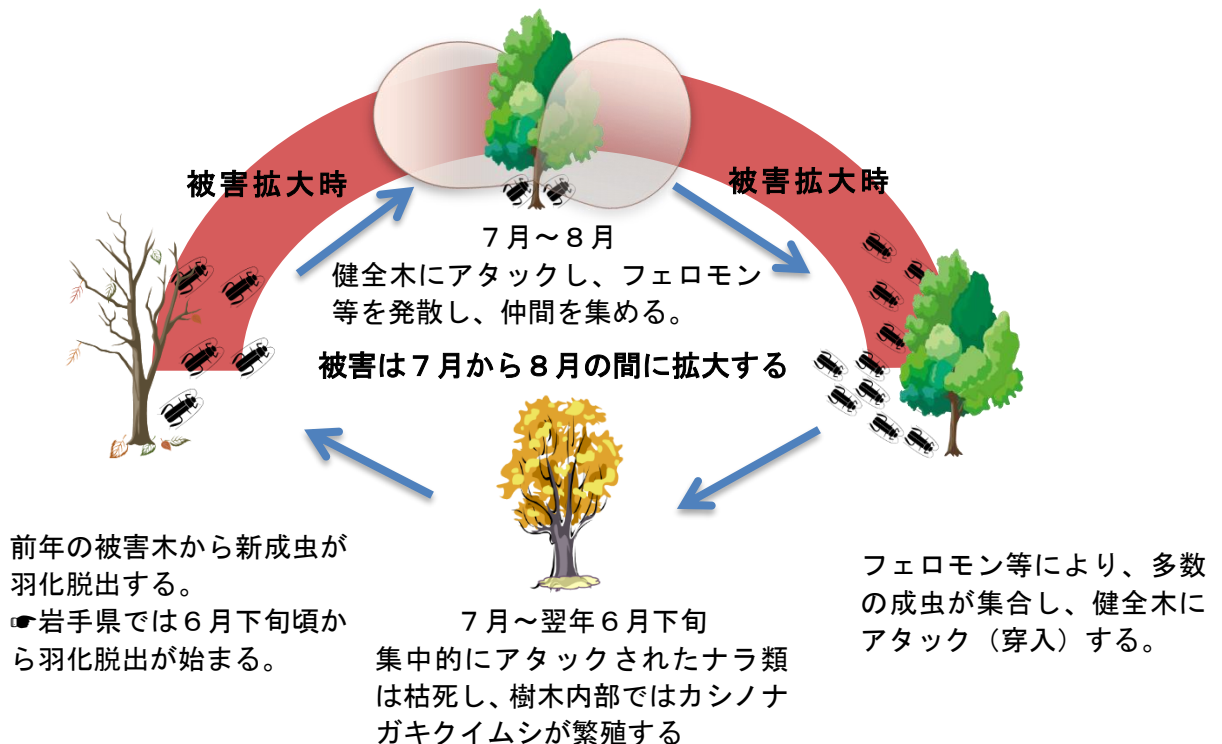 被害拡大時
被害拡大時
７月～８月
健全木にアタックし、フェロモン
等を発散し、仲間を集める。
被害は７月から８月の間に拡大する
前年の被害木から新成虫が
羽化脱出する。
☛岩手県では６月下旬頃か
ら羽化脱出が始まる。
７月～翌年６月下旬
集中的にアタックされたナラ類
は枯死し、樹木内部ではカシノナ
ガキクイムシが繁殖する
フェロモン等により、多数
の成虫が集合し、健全木に
アタック（穿入）する。